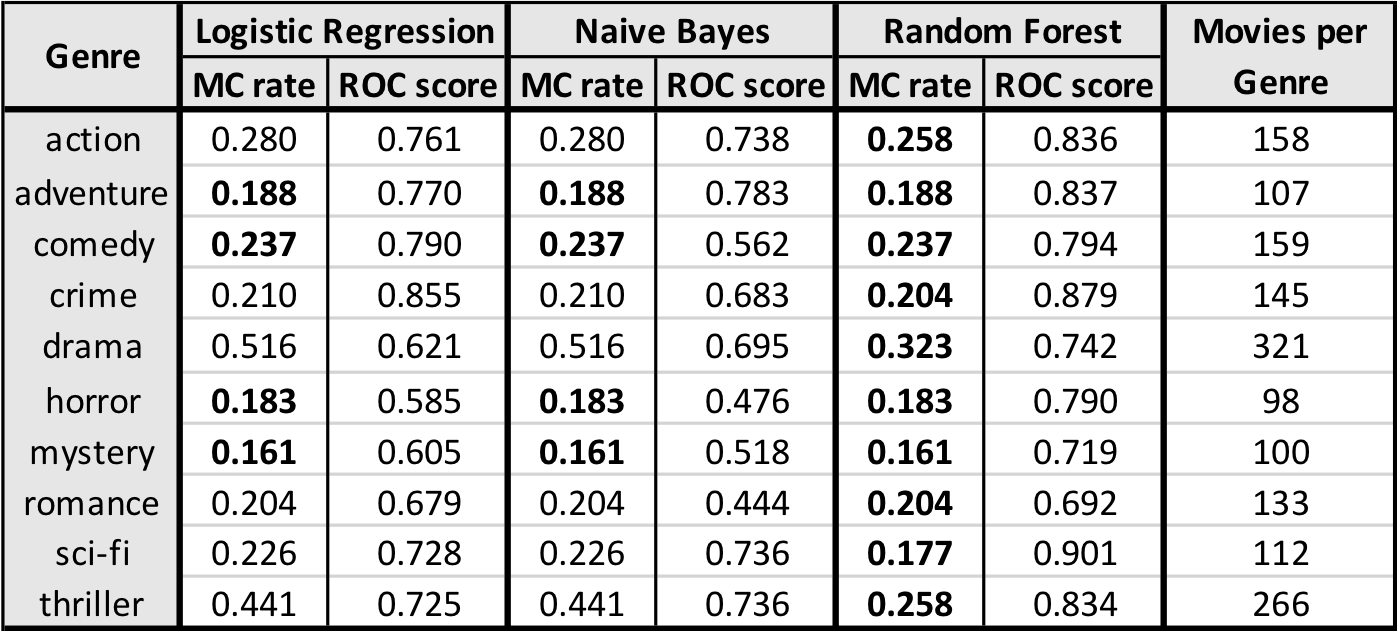 Genre Logistic Regression Naive Bayes Random Forest Movies per Genre
MC rate ROC score MC rate ROC score MC rate ROC score
action 0.280 0.761 0.280 0.738 0.258 0.836 158
adventure 0.188 0.770 0.188 0.783 0.188 0.837 107
comedy 0.237 0.790 0.237 0.562 0.237 0.794 159
crime 0.210 0.855 0.210 0.683 0.204 0.879 145
drama 0.516 0.621 0.516 0.695 0.323 0.742 321
horror 0.183 0.585 0.183 0.476 0.183 0.790 98
mystery 0.161 0.605 0.161 0.518 0.161 0.719 100
romance 0.204 0.679 0.204 0.444 0.204 0.692 133
sci-fi 0.226 0.728 0.226 0.736 0.177 0.901 112
thriller 0.441 0.725 0.441 0.736 0.258 0.834 266